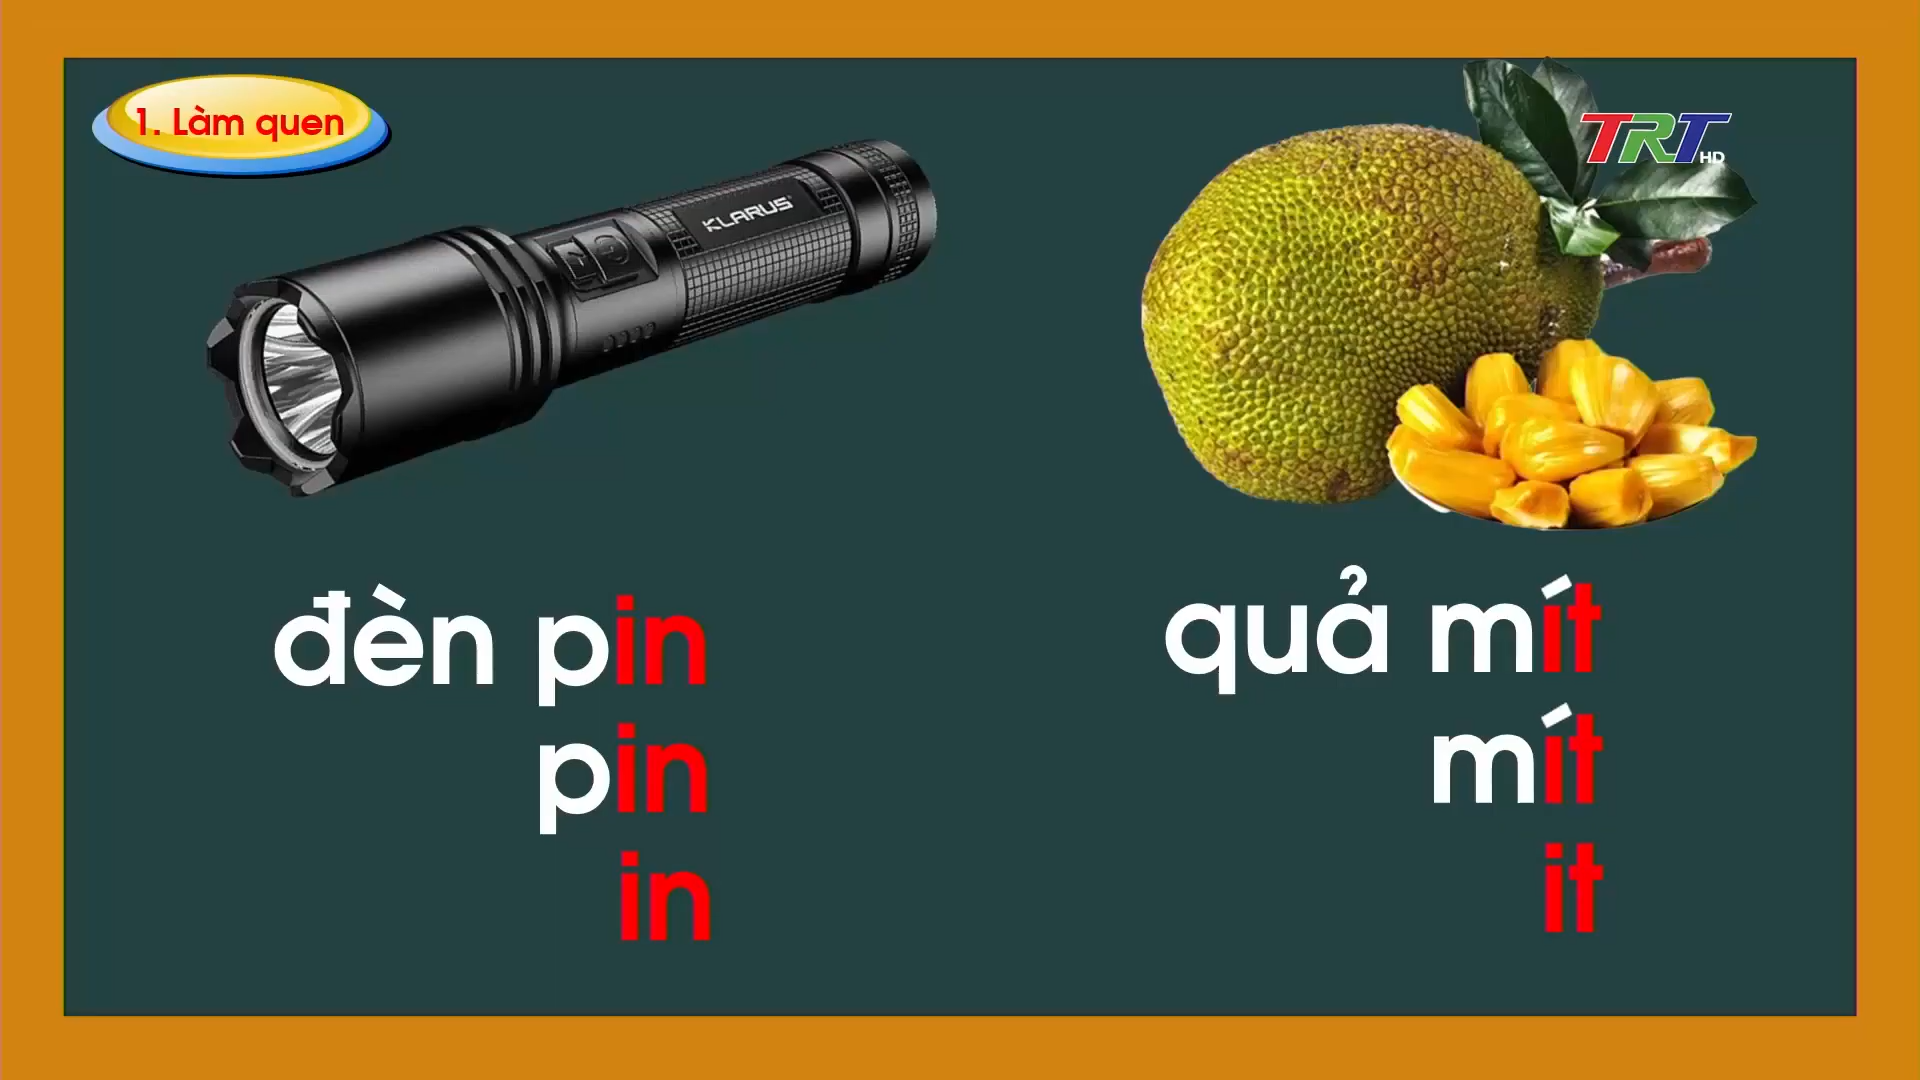 1. Làm quen
TRT HD
KLARUS
đèn pin
pin
in
quả mít
mít
it